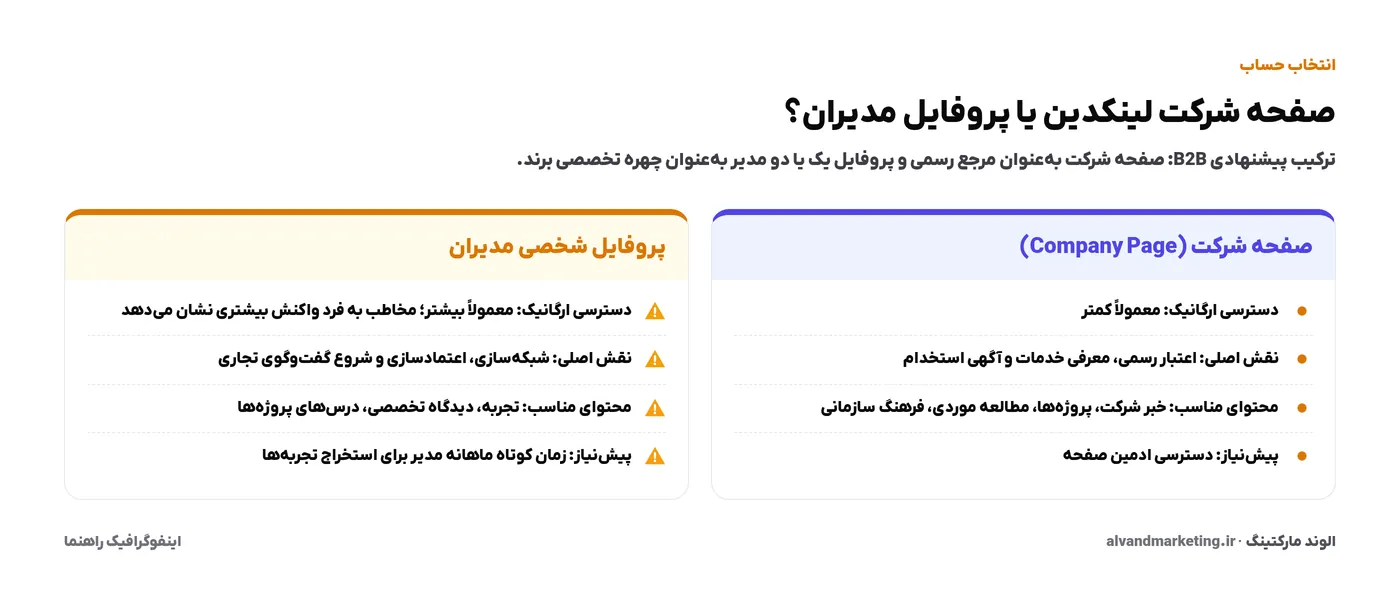 انتخاب حساب
صفحه شرکت لینکدین یا پروفایل مدیران؟
ترکیب پیشنهادی B2B: صفحه شرکت به‌عنوان مرجع رسمی و پروفایل یک یا دو مدیر به‌عنوان چهره تخصصی برند.
صفحه شرکت (Company Page)
دسترسی ارگانیک: معمولاً کمتر
نقش اصلی: اعتبار رسمی، معرفی خدمات و آگهی استخدام
محتوای مناسب: خبر شرکت، پروژه‌ها، مطالعه موردی، فرهنگ سازمانی
پیش‌نیاز: دسترسی ادمین صفحه
پروفایل شخصی مدیران
دسترسی ارگانیک: معمولاً بیشتر؛ مخاطب به فرد واکنش بیشتری نشان می‌دهد
نقش اصلی: شبکه‌سازی، اعتمادسازی و شروع گفت‌وگوی تجاری
محتوای مناسب: تجربه، دیدگاه تخصصی، درس‌های پروژه‌ها
پیش‌نیاز: زمان کوتاه ماهانه مدیر برای استخراج تجربه‌ها
الوند مارکتینگ · alvandmarketing.ir
اینفوگرافیک راهنما